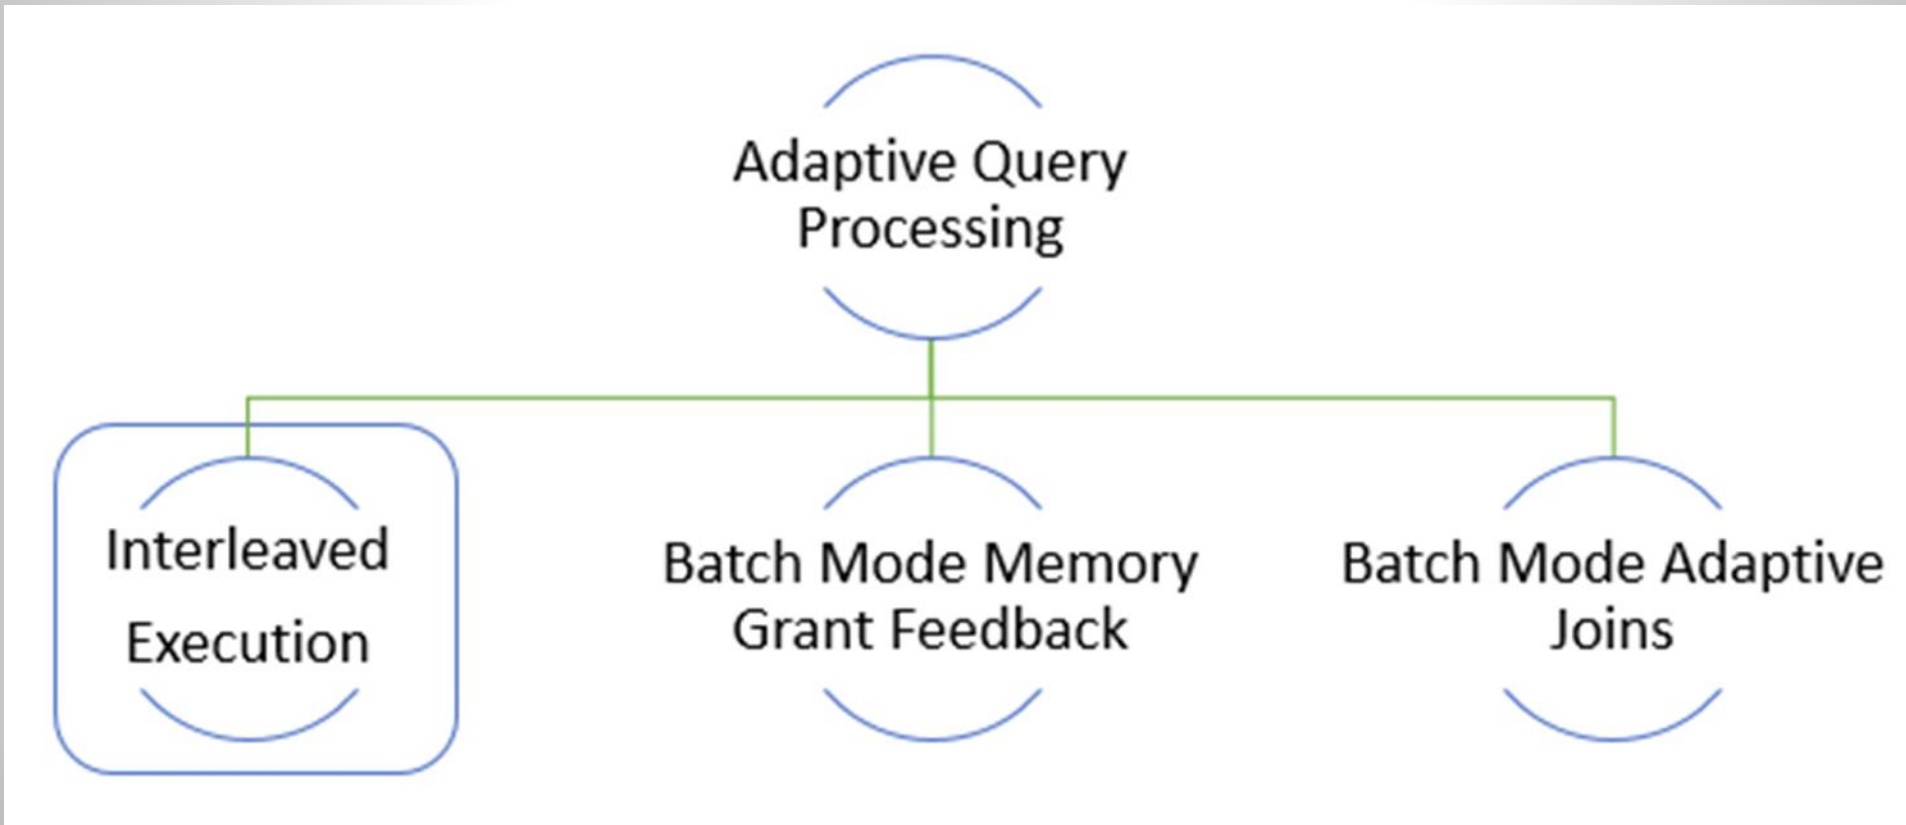 Adaptive Query
Processing
Interleaved
Execution
Batch Mode Memory
Grant Feedback
Batch Mode Adaptive
Joins